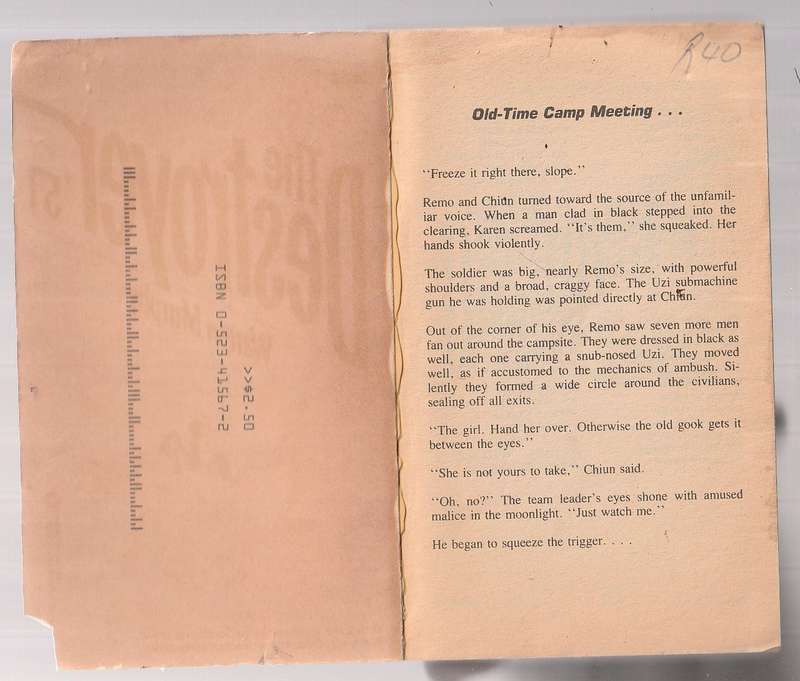 ISBN 0-523-41567-2
>>$2.50
R40
Old-Time Camp Meeting . . .
"Freeze it right there, slope."
Remo and Chiun turned toward the source of the unfamil-
iar voice. When a man clad in black stepped into the
clearing, Karen screamed. "It's them," she squeaked. Her
hands shook violently.
The soldier was big, nearly Remo's size, with powerful
shoulders and a broad, craggy face. The Uzi submachine
gun he was holding was pointed directly at Chiun.
Out of the corner of his eye, Remo saw seven more men
fan out around the campsite. They were dressed in black as
well, each one carrying a snub-nosed Uzi. They moved
well, as if accustomed to the mechanics of ambush. Si-
lently they formed a wide circle around the civilians,
sealing off all exits.
"The girl. Hand her over. Otherwise the old gook gets it
between the eyes."
"She is not yours to take," Chiun said.
"Oh, no?" The team leader's eyes shone with amused
malice in the moonlight. "Just watch me."
He began to squeeze the trigger. . . .